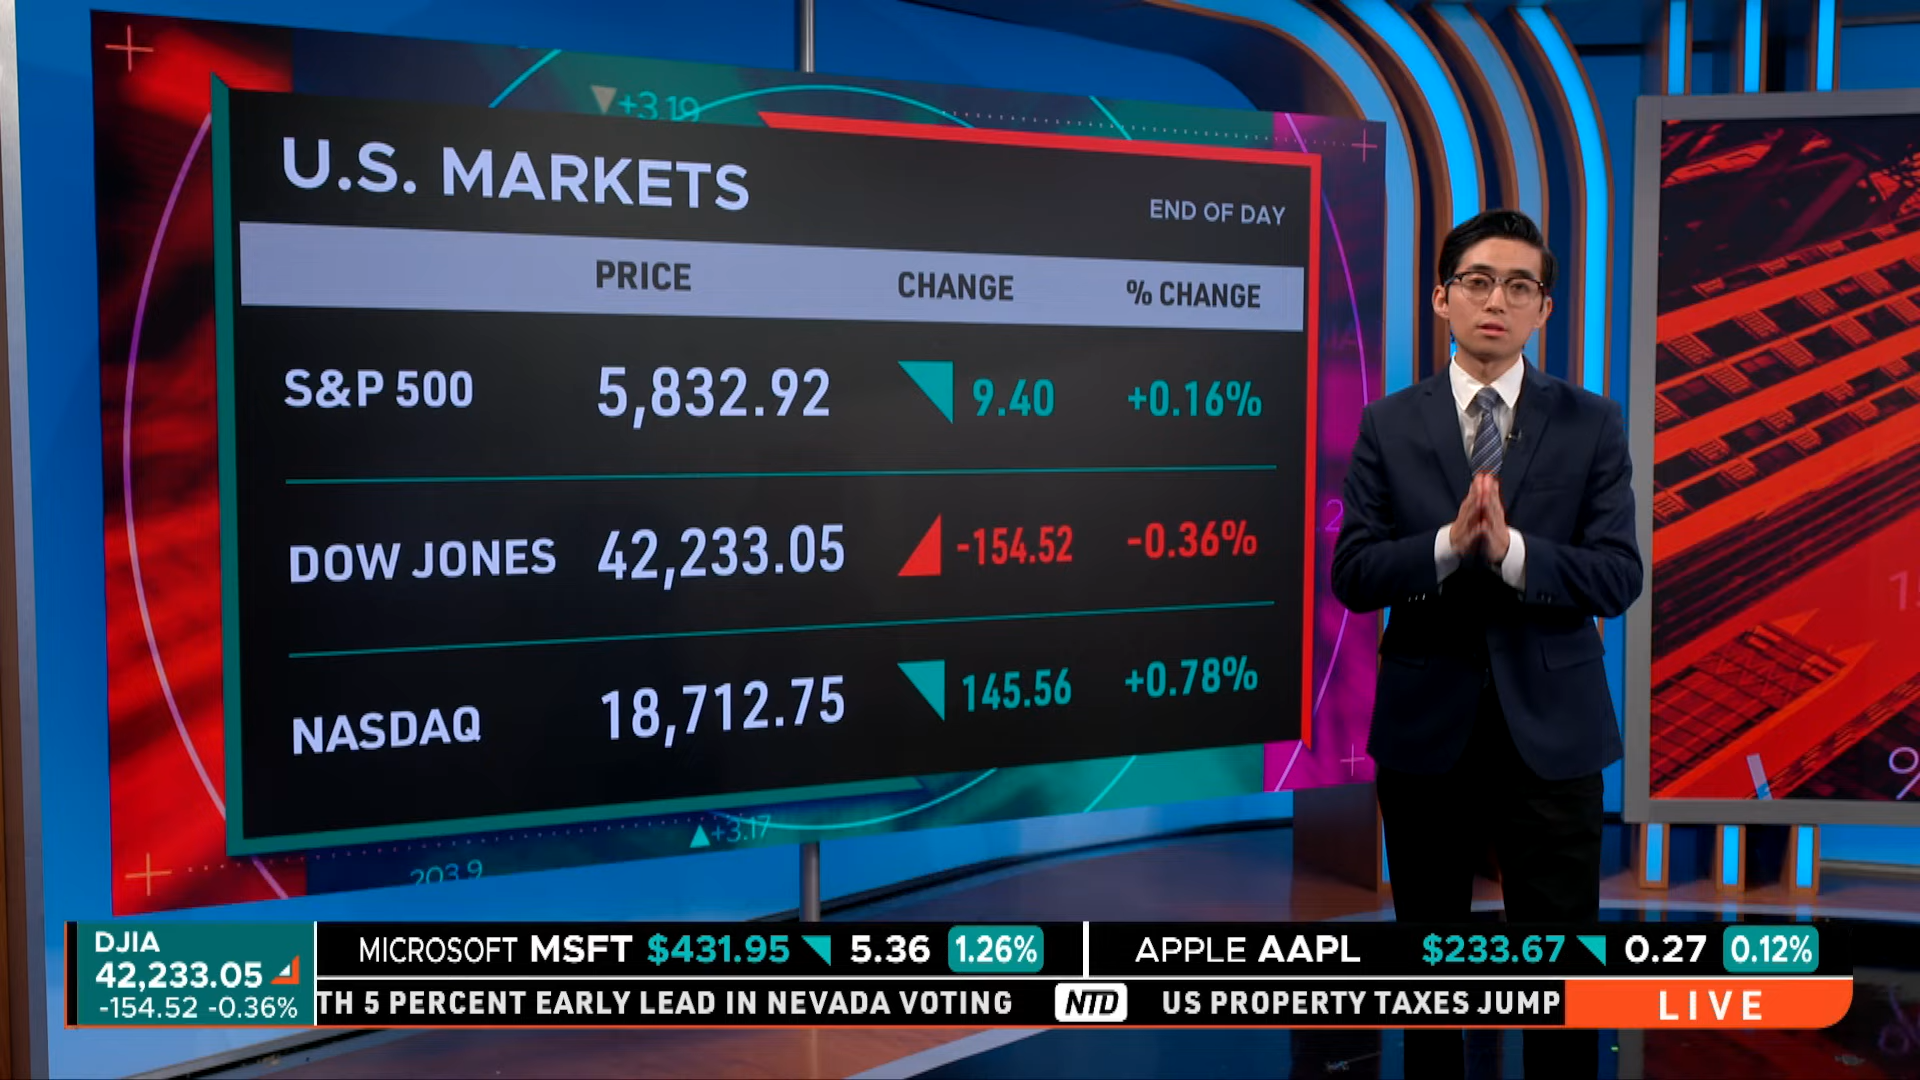 ▼+3.19
U.S. MARKETS
END OF DAY
PRICE CHANGE % CHANGE
S&P 500 5,832.92 9.40 +0.16%
DOW JONES 42,233.05 -154.52 -0.36%
NASDAQ 18,712.75 145.56 +0.78%
▲+3.17
203.9
DJIA
42,233.05
-154.52 -0.36%
MICROSOFT MSFT $431.95 5.36 1.26%
APPLE AAPL $233.67 0.27 0.12%
TH 5 PERCENT EARLY LEAD IN NEVADA VOTING NTD US PROPERTY TAXES JUMP
LIVE